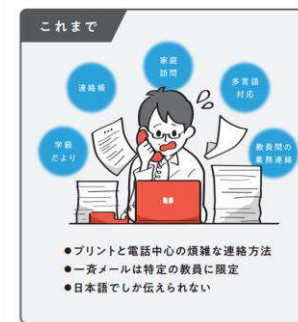 これまで
家庭
訪問
連絡帳
多言語
対応
学級
だより
教員間の
業務連絡
●プリントと電話中心の煩雑な連絡方法
●一斉メールは特定の教員に限定
●日本語でしか伝えられない